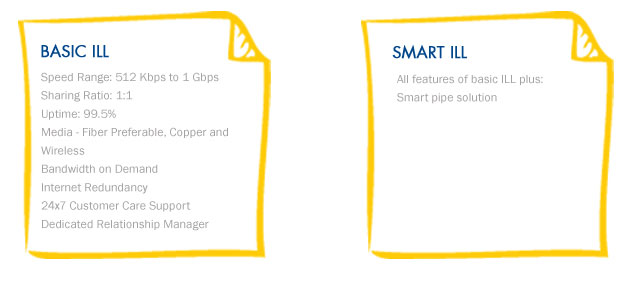 BASIC ILL
Speed Range: 512 Kbps to 1 Gbps
Sharing Ratio: 1:1
Uptime: 99.5%
Media - Fiber Preferable, Copper and
Wireless
Bandwidth on Demand
Internet Redundancy
24x7 Customer Care Support
Dedicated Relationship Manager
SMART ILL
All features of basic ILL plus:
Smart pipe solution